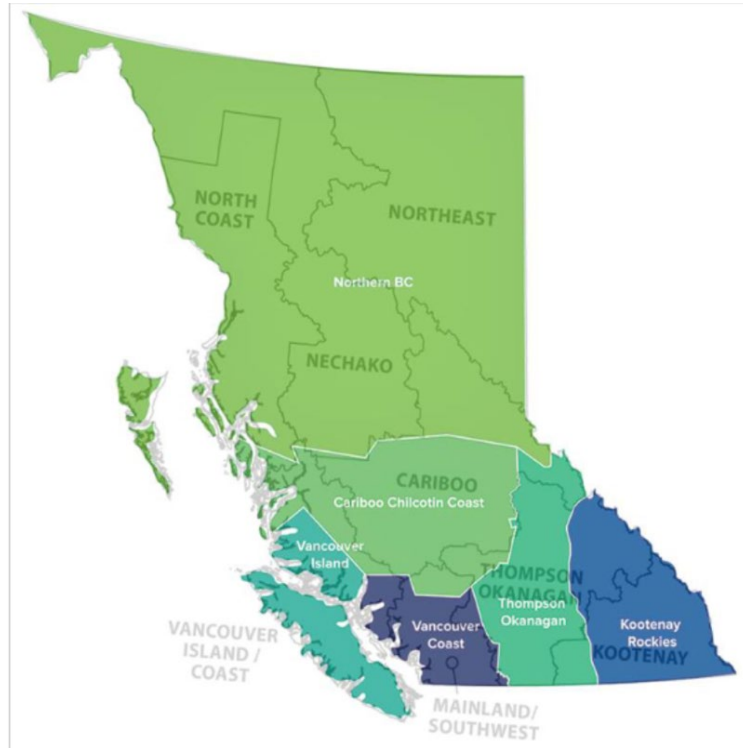 NORTH
COAST
NORTHEAST
Northern BC
NECHAKO
CARIBOO
Cariboo Chilcotin Coast
Vancouver
Island
THOMPSON
OKANAGAN
Thompson
Okanagan
VANCOUVER
ISLAND /
COAST
Vancouver
Coast
Kootenay
Rockies
KOOTENAY
MAINLAND/
SOUTHWEST